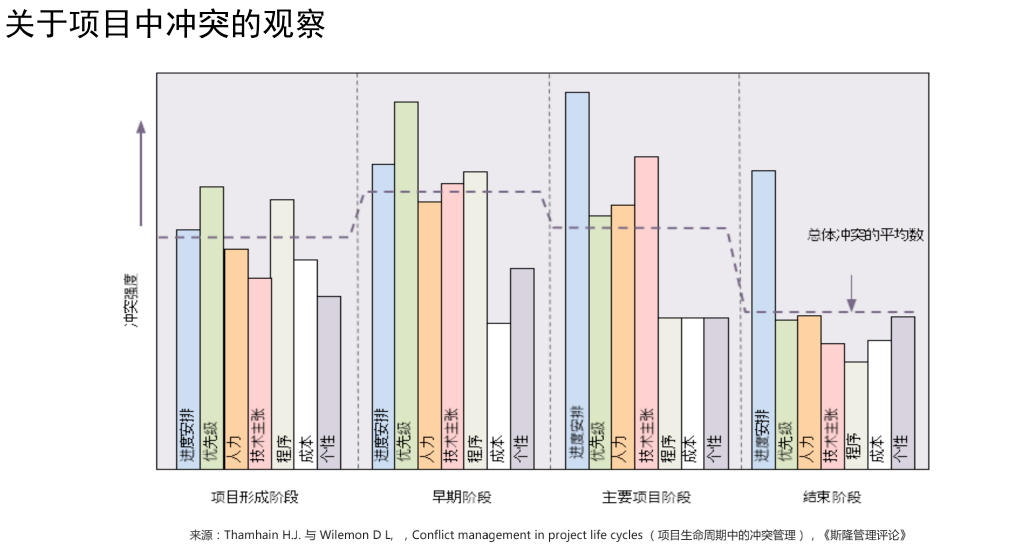 关于项目中冲突的观察
冲突强度
总体冲突的平均数
进度安排
优先级
人力
技术主张
程序
成本
个性
进度安排
优先级
人力
技术主张
程序
成本
个性
进度安排
优先级
人力
技术主张
程序
成本
个性
进度安排
优先级
人力
技术主张
程序
成本
个性
项目形成阶段
早期阶段
主要项目阶段
结束阶段
来源：Thamhain H.J. 与 Wilemon D L, ，Conflict management in project life cycles （项目生命周期中的冲突管理），《斯隆管理评论》